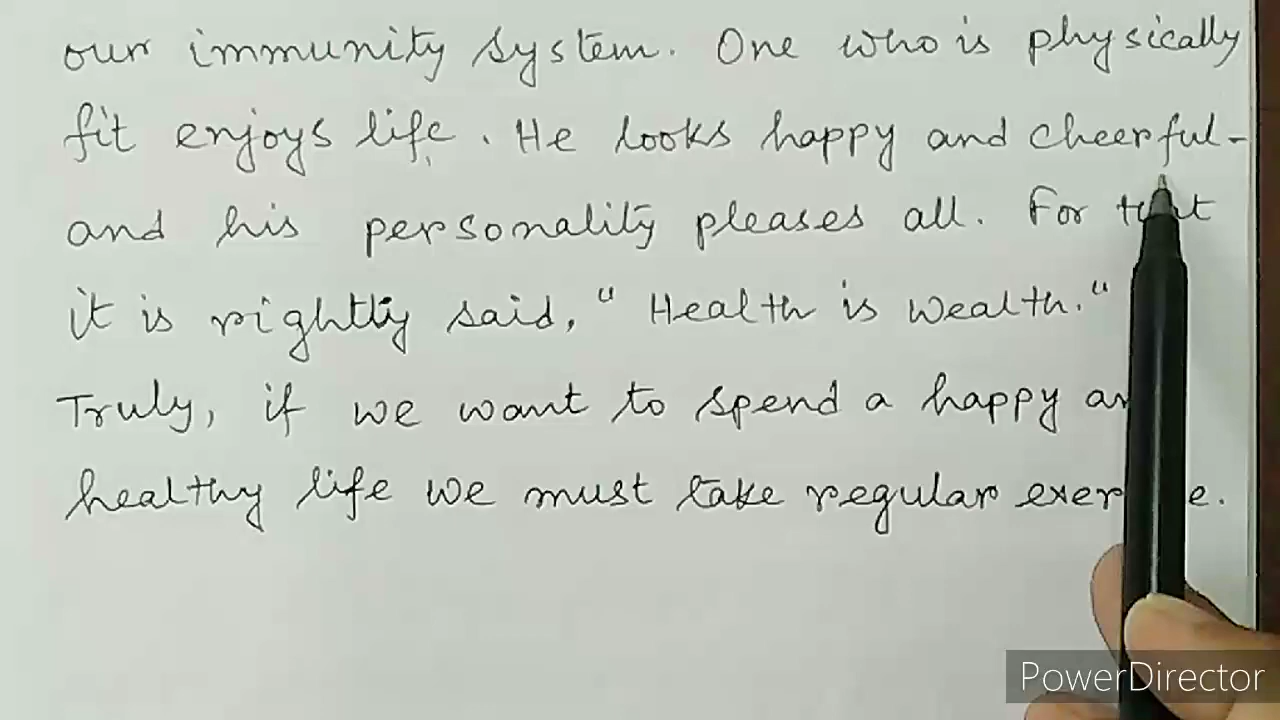 our immunity system. One who is physically
fit enjoys life. He looks happy and cheerful-
and his personality pleases all. For that
it is rightly said, "Health is Wealth."
Truly, if we want to spend a happy
healthy life we must take regular
PowerDirector